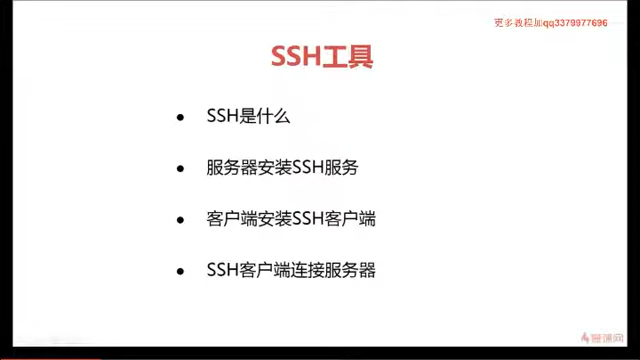 更多教程加qq3379977696
SSH工具
● SSH是什么
● 服务器安装SSH服务
● 客户端安装SSH客户端
● SSH客户端连接服务器
慕课网